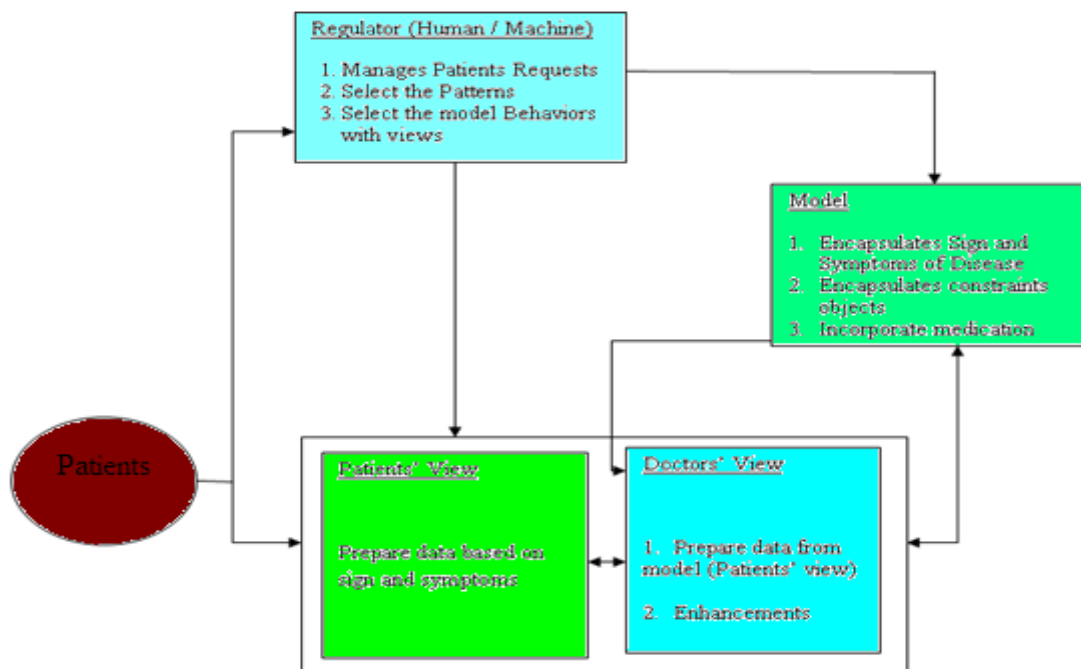 Regulator (Human / Machine)
1. Manages Patients Requests
2. Select the Patterns
3. Select the model Behaviors
with views
Model
1. Encapsulates Sign and
Symptoms of Disease
2. Encapsulates constraints
objects
3. Incorporate medication
Patients
Patients' View
Prepare data based on
sign and symptoms
Doctors' View
1. Prepare data from
model (Patients' view)
2. Enhancements